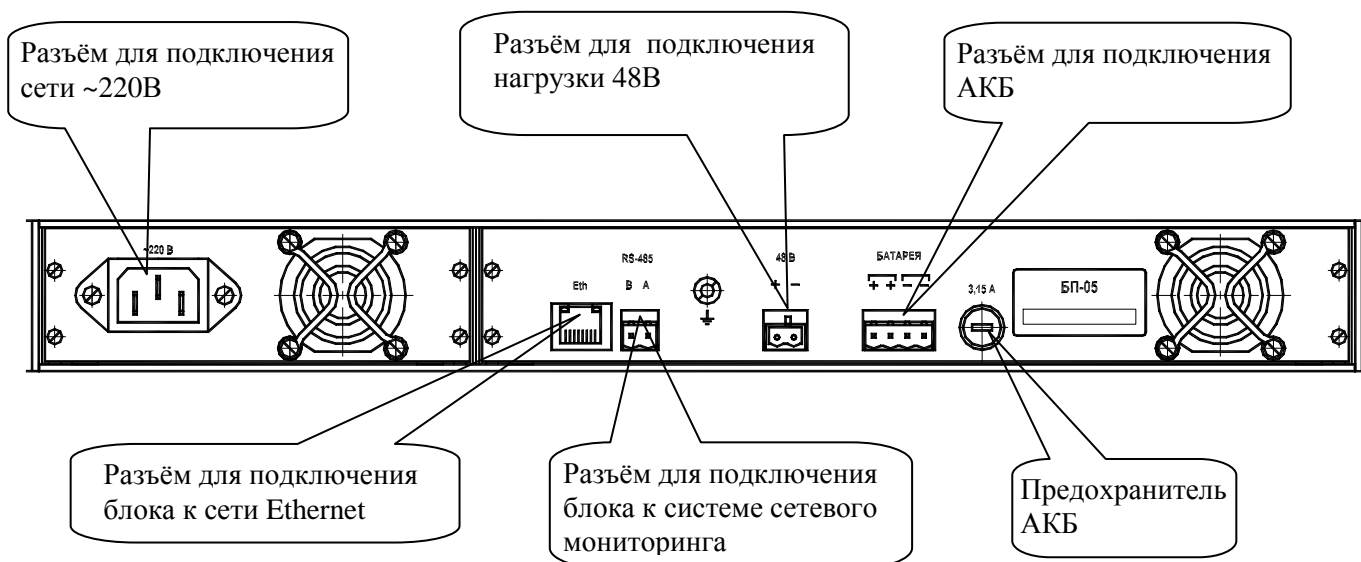 Разъём для подключения
сети ~220В
Разъём для подключения
нагрузки 48В
Разъём для подключения
АКБ
~220 В
RS-485
48 В
БАТАРЕЯ
Eth
B A
+ −
+ + − −
3,15 А
БП-05
Разъём для подключения
блока к сети Ethernet
Разъём для подключения
блока к системе сетевого
мониторинга
Предохранитель
АКБ